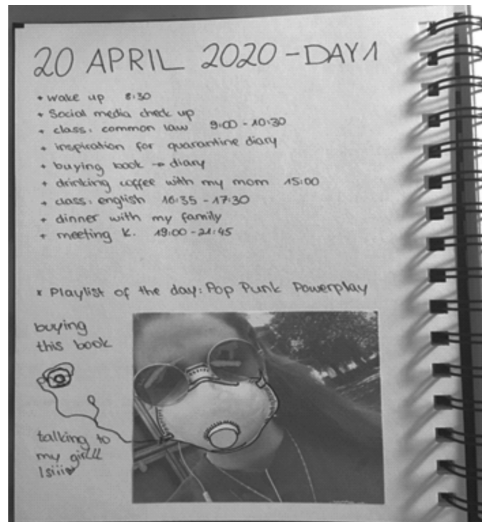 20 APRIL 2020 - DAY 1
+ wake up 8:30
+ Social media check up
+ class: common law 9:00 - 10:30
+ inspiration for quarantine diary
+ buying book → diary
+ drinking coffee with my mom 15:00
+ class: english 16:35 - 17:30
+ dinner with my family
+ meeting K. 19:00 - 21:45
* Playlist of the day: Pop Punk Powerplay
buying
this book
talking to
my girlll